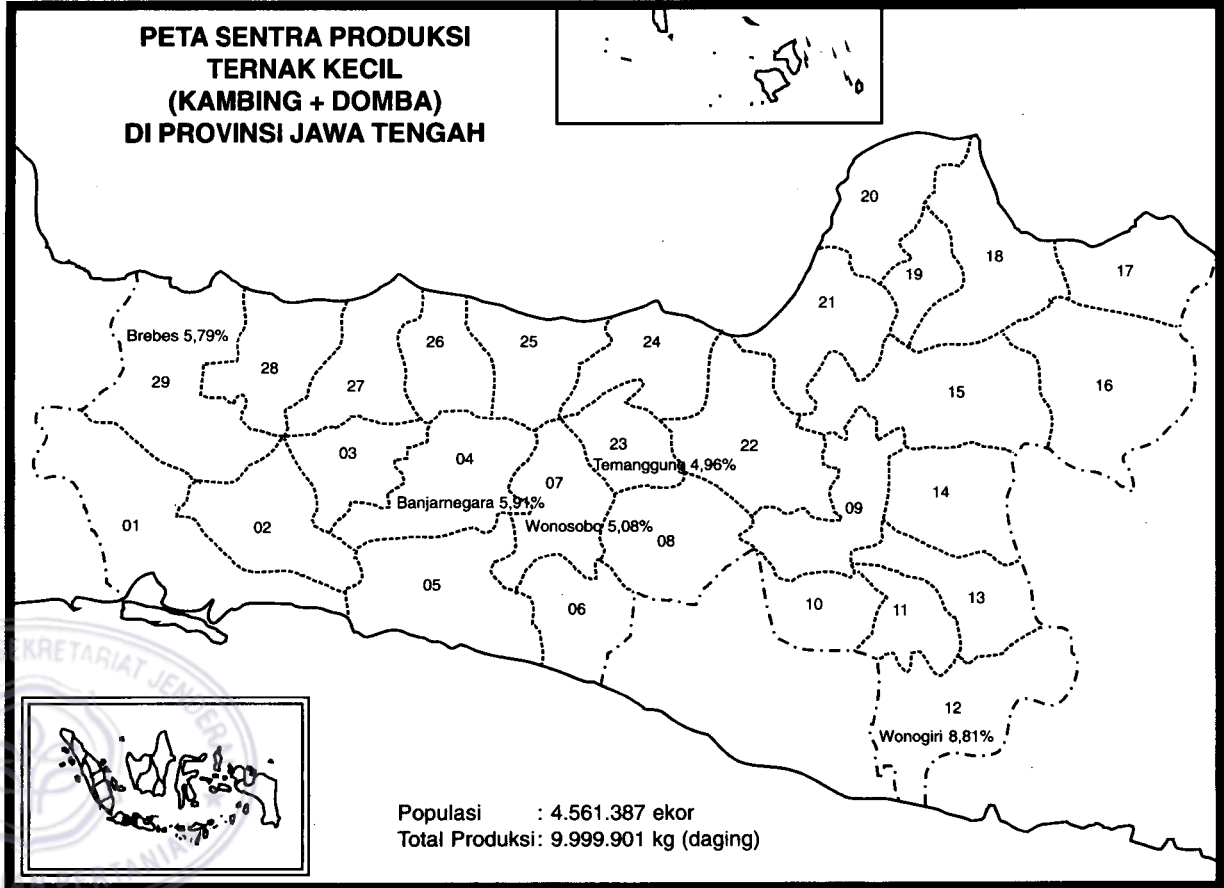 PETA SENTRA PRODUKSI
TERNAK KECIL
(KAMBING + DOMBA)
DI PROVINSI JAWA TENGAH
20
18
17
19
21
26
25
24
Brebes 5,79%
28
29
27
15
16
23
22
03
04
Temanggung 4,96%
07
14
Banjarnegara 5,91%
09
01
02
Wonosobo 5,08%
08
05
06
10
11
13
12
Wonogiri 8,81%
Populasi : 4.561.387 ekor
Total Produksi: 9.999.901 kg (daging)